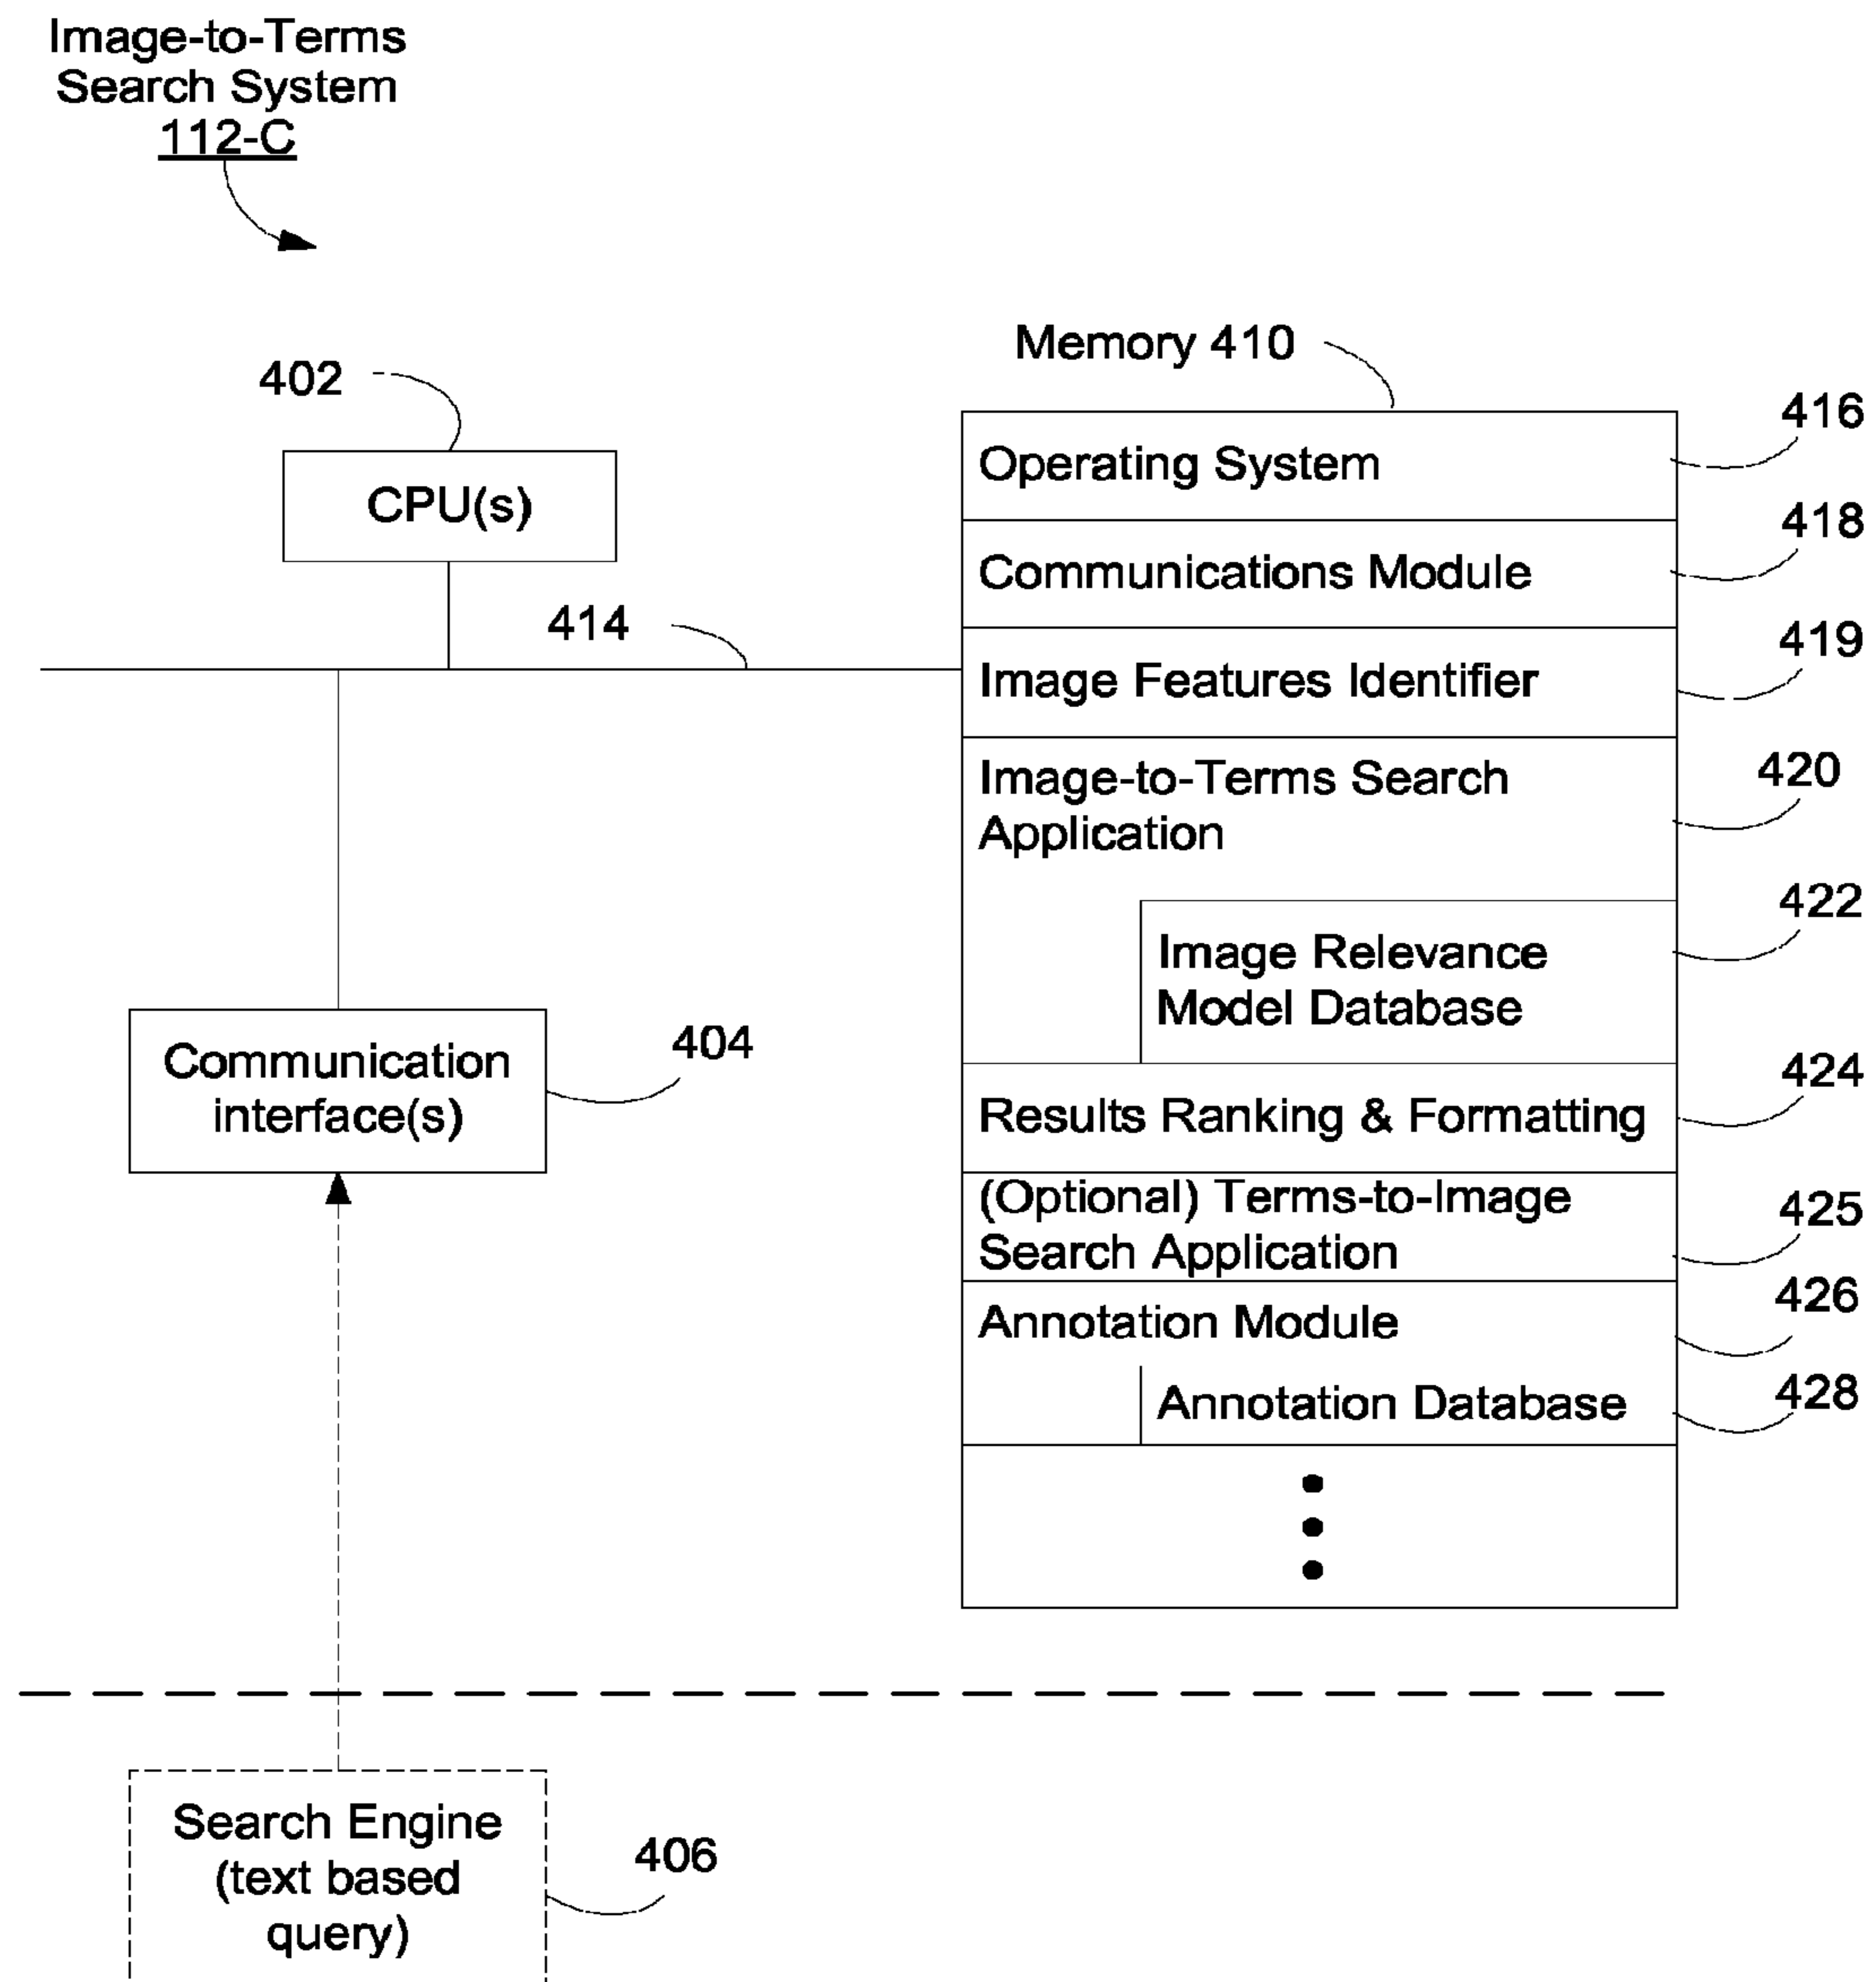 Image-to-Terms
Search System
112-C
Memory 410
402
416
Operating System
CPU(s)
418
Communications Module
414
419
Image Features Identifier
Image-to-Terms Search
Application
420
422
Image Relevance
Model Database
Communication
interface(s)
404
424
Results Ranking & Formatting
(Optional) Terms-to-Image
Search Application
425
426
Annotation Module
428
Annotation Database
Search Engine
(text based
query)
406